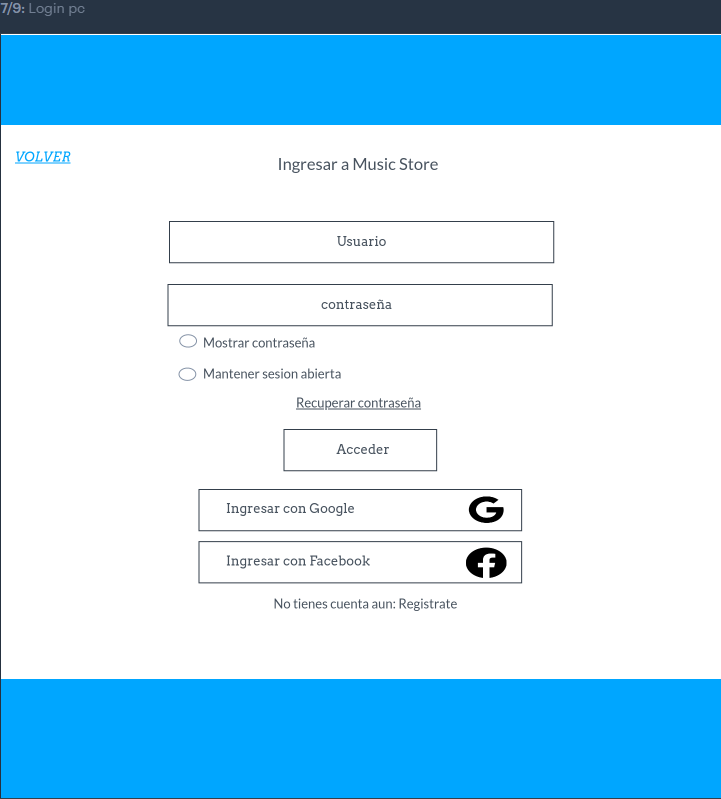 7/9: Login pc
VOLVER
Ingresar a Music Store
Usuario
contraseña
Mostrar contraseña
Mantener sesion abierta
Recuperar contraseña
Acceder
Ingresar con Google
Ingresar con Facebook
No tienes cuenta aun: Registrate